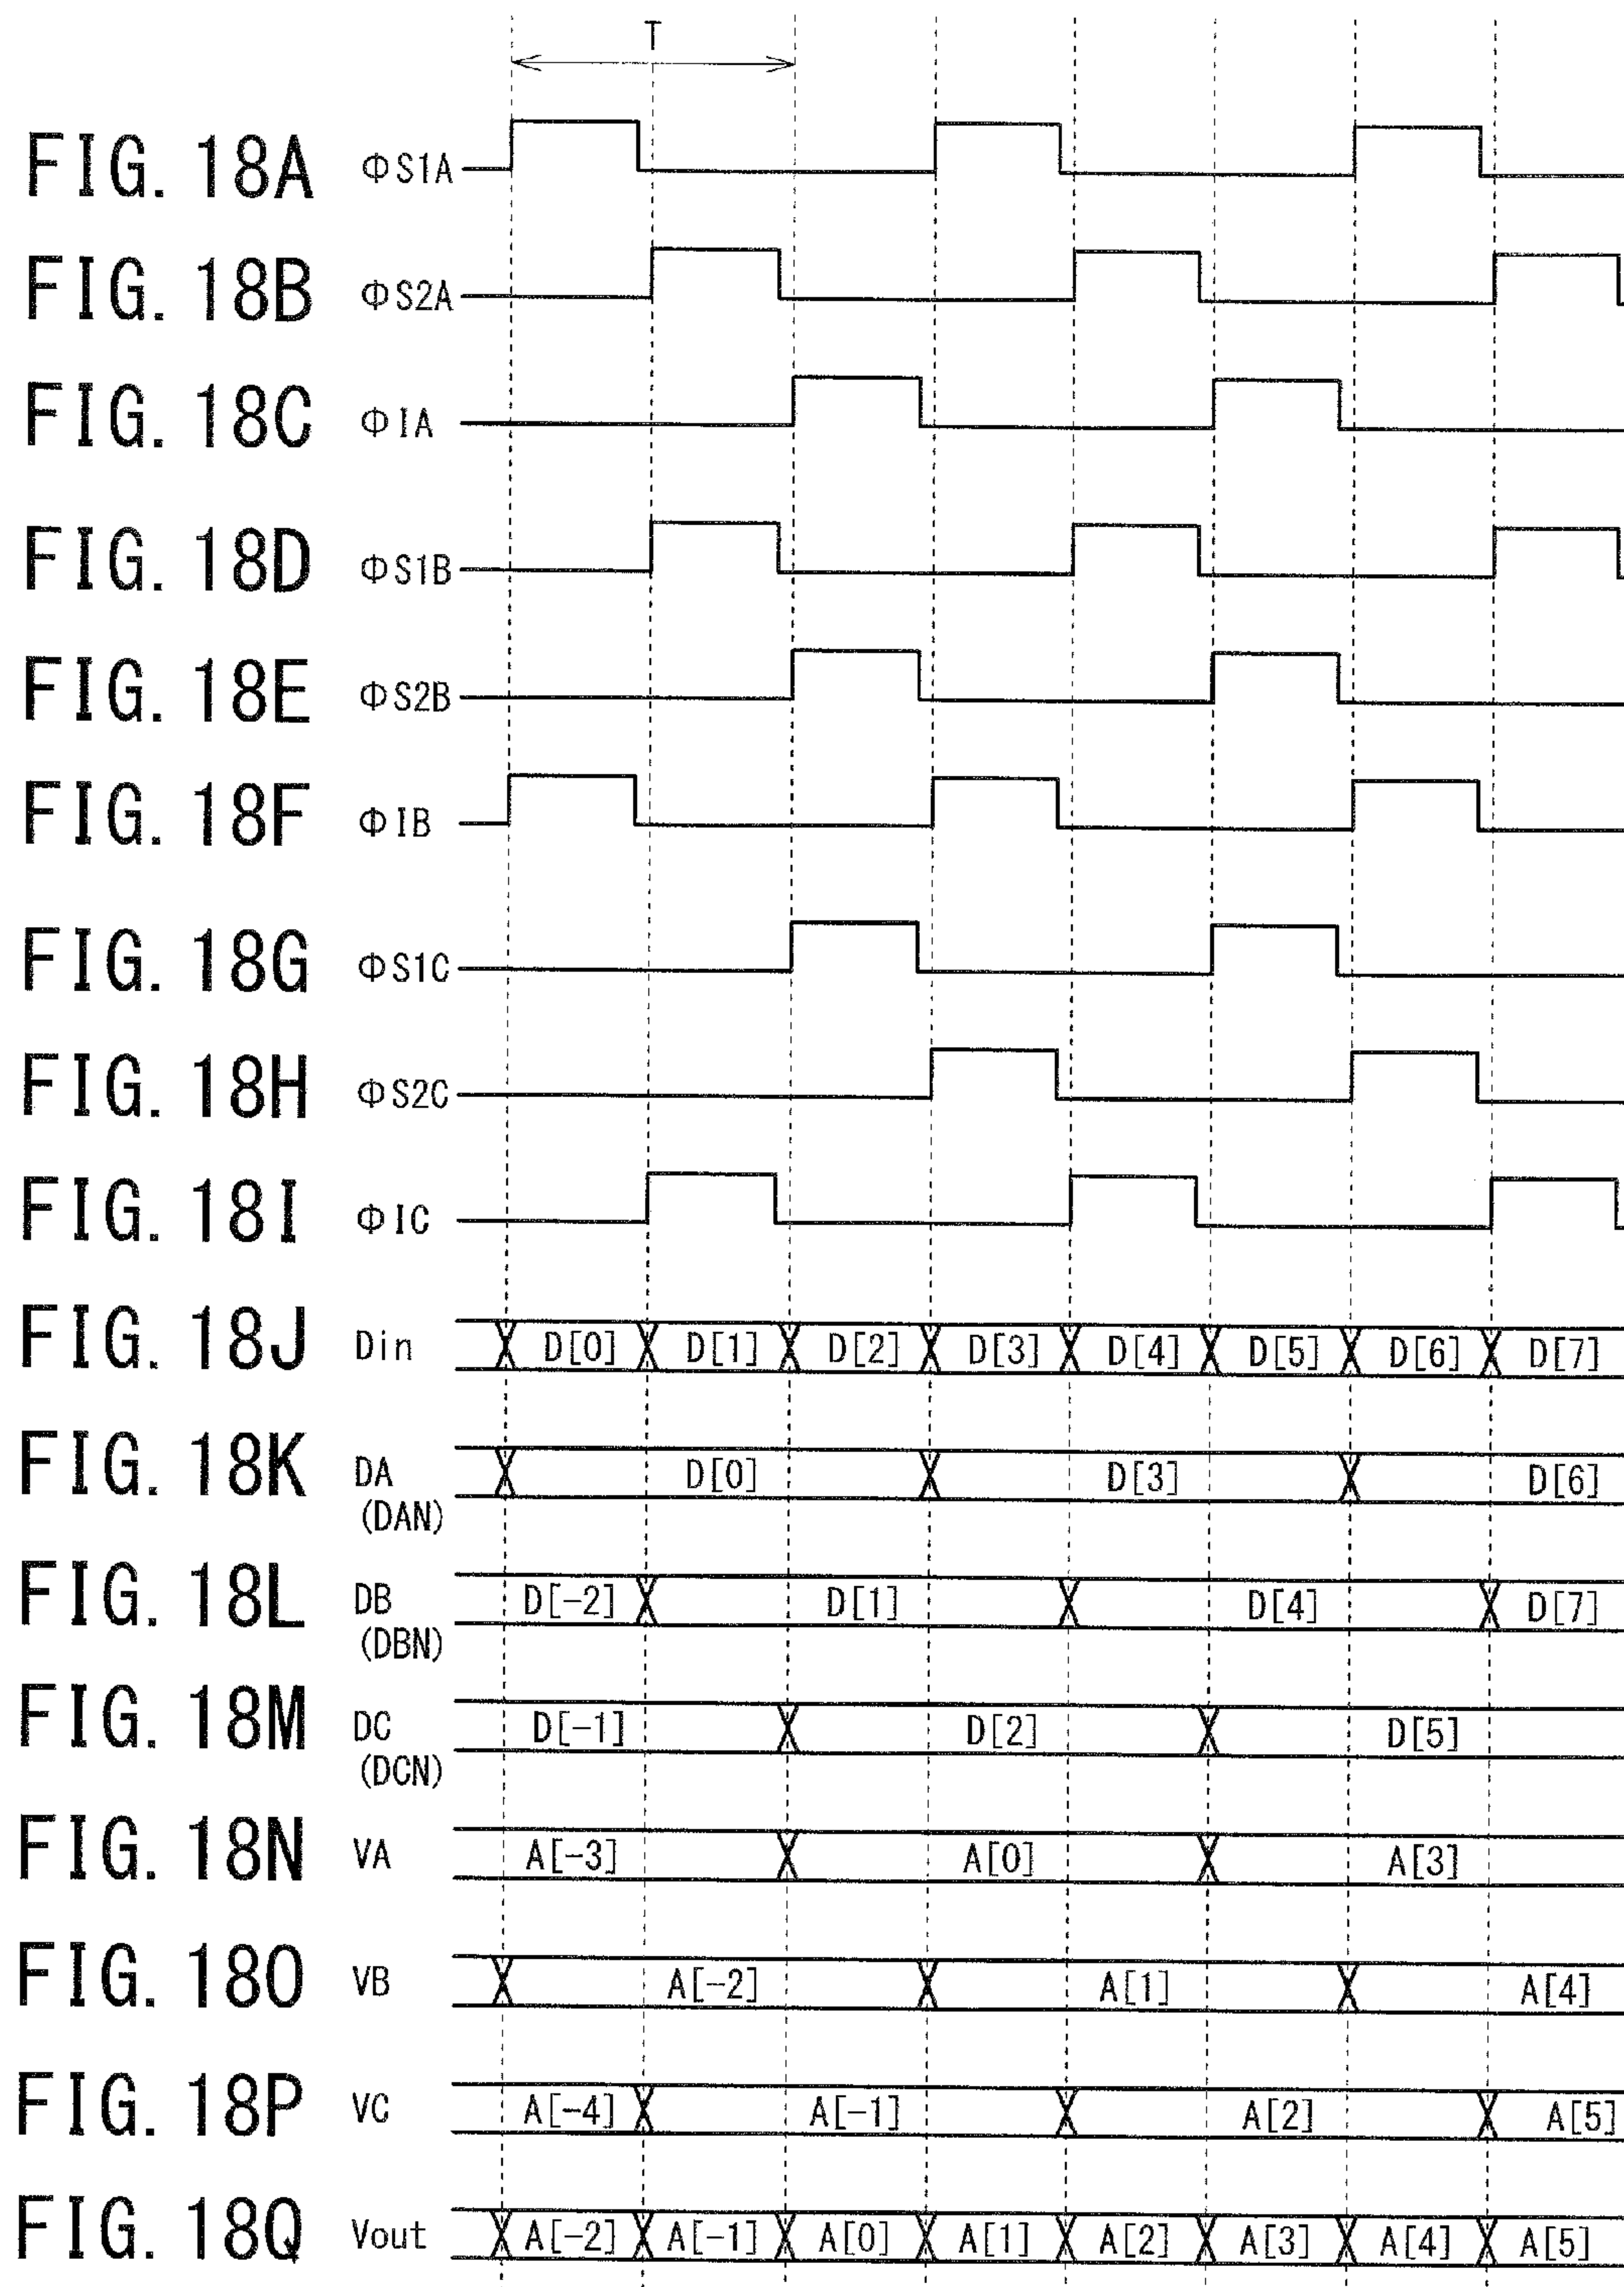 T
FIG. 18A ΦS1A
FIG. 18B ΦS2A
FIG. 18C ΦIA
FIG. 18D ΦS1B
FIG. 18E ΦS2B
FIG. 18F ΦIB
FIG. 18G ΦS1C
FIG. 18H ΦS2C
FIG. 18I ΦIC
FIG. 18J Din D[0] D[1] D[2] D[3] D[4] D[5] D[6] D[7]
FIG. 18K DA D[0] D[3] D[6]
(DAN)
FIG. 18L DB D[-2] D[1] D[4] D[7]
(DBN)
FIG. 18M DC D[-1] D[2] D[5]
(DCN)
FIG. 18N VA A[-3] A[0] A[3]
FIG. 18O VB A[-2] A[1] A[4]
FIG. 18P VC A[-4] A[-1] A[2] A[5]
FIG. 18Q Vout A[-2] A[-1] A[0] A[1] A[2] A[3] A[4] A[5]